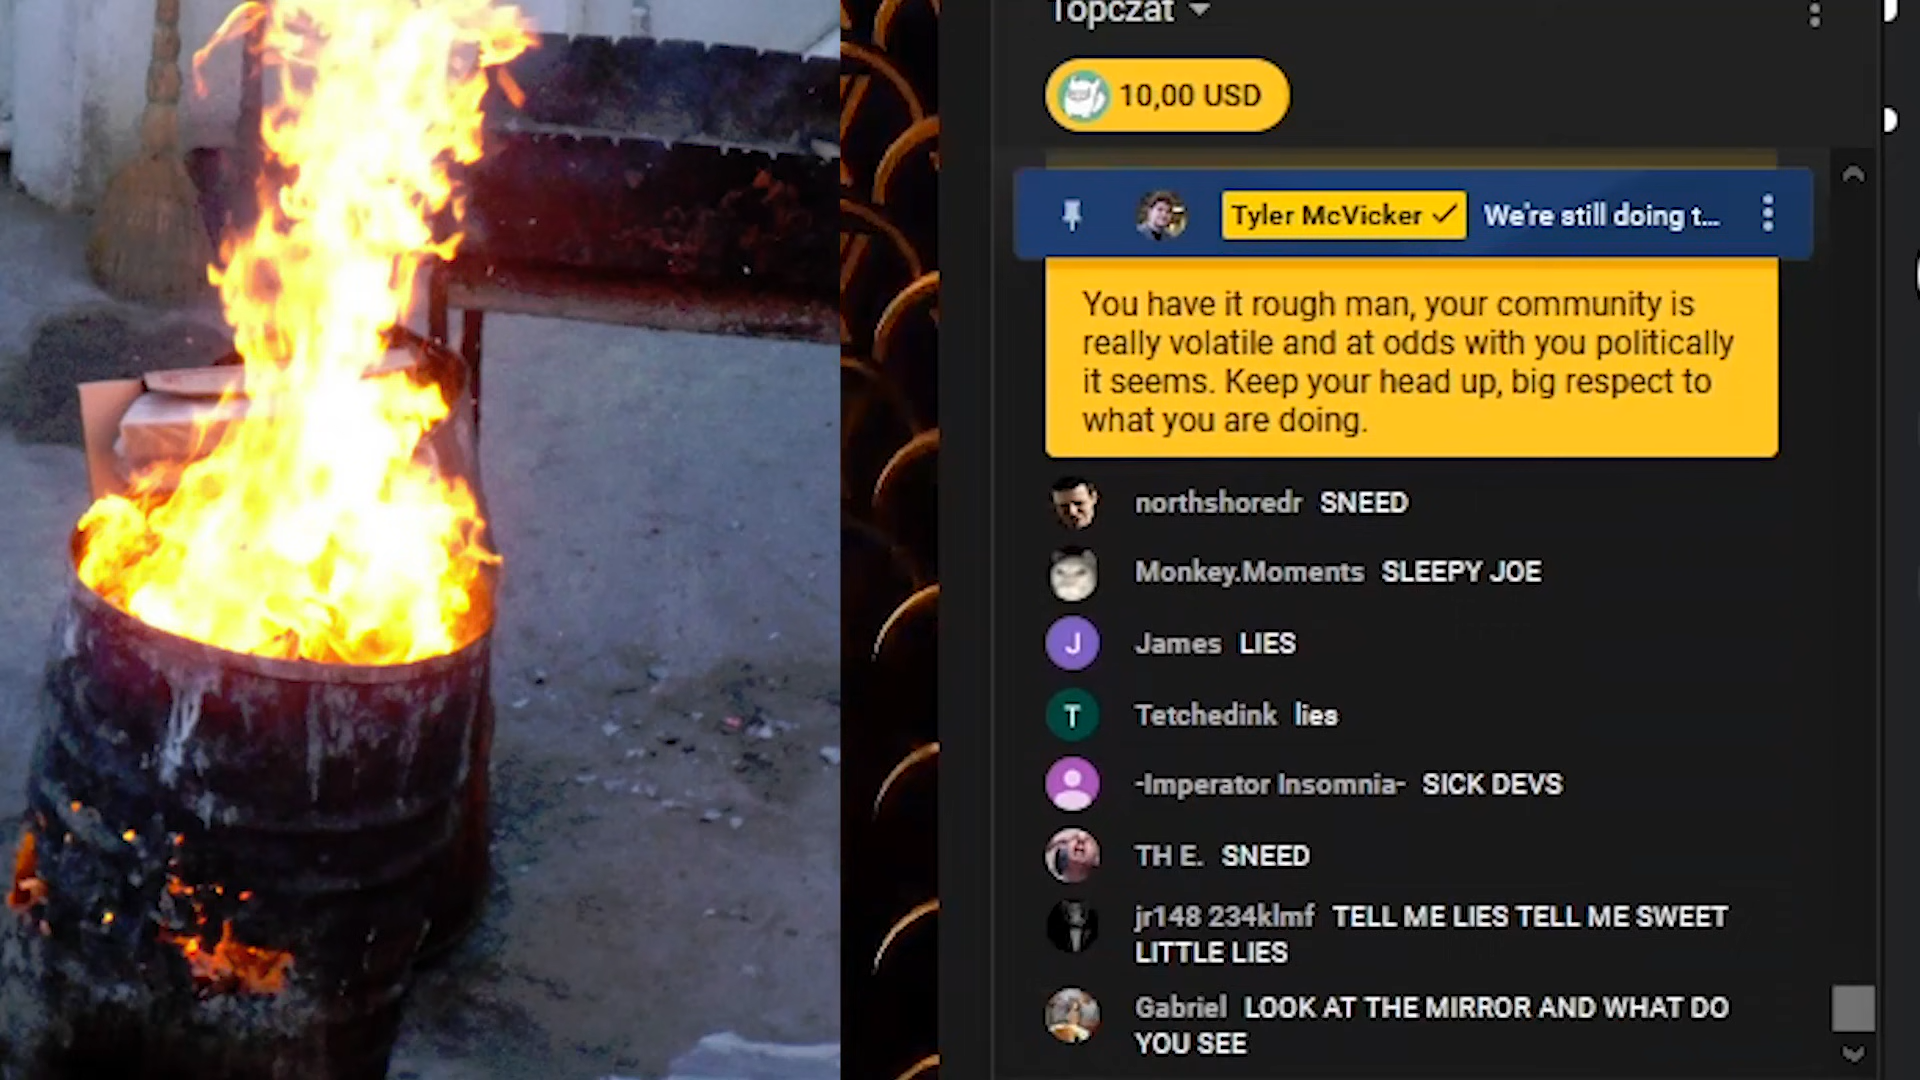 Topczat
10,00 USD
Tyler McVicker We're still doing t...
You have it rough man, your community is
really volatile and at odds with you politically
it seems. Keep your head up, big respect to
what you are doing.
northshoredr SNEED
Monkey.Moments SLEEPY JOE
J James LIES
T Tetchedink lies
-Imperator Insomnia- SICK DEVS
TH E. SNEED
jr148 234klmf TELL ME LIES TELL ME SWEET
LITTLE LIES
Gabriel LOOK AT THE MIRROR AND WHAT DO
YOU SEE